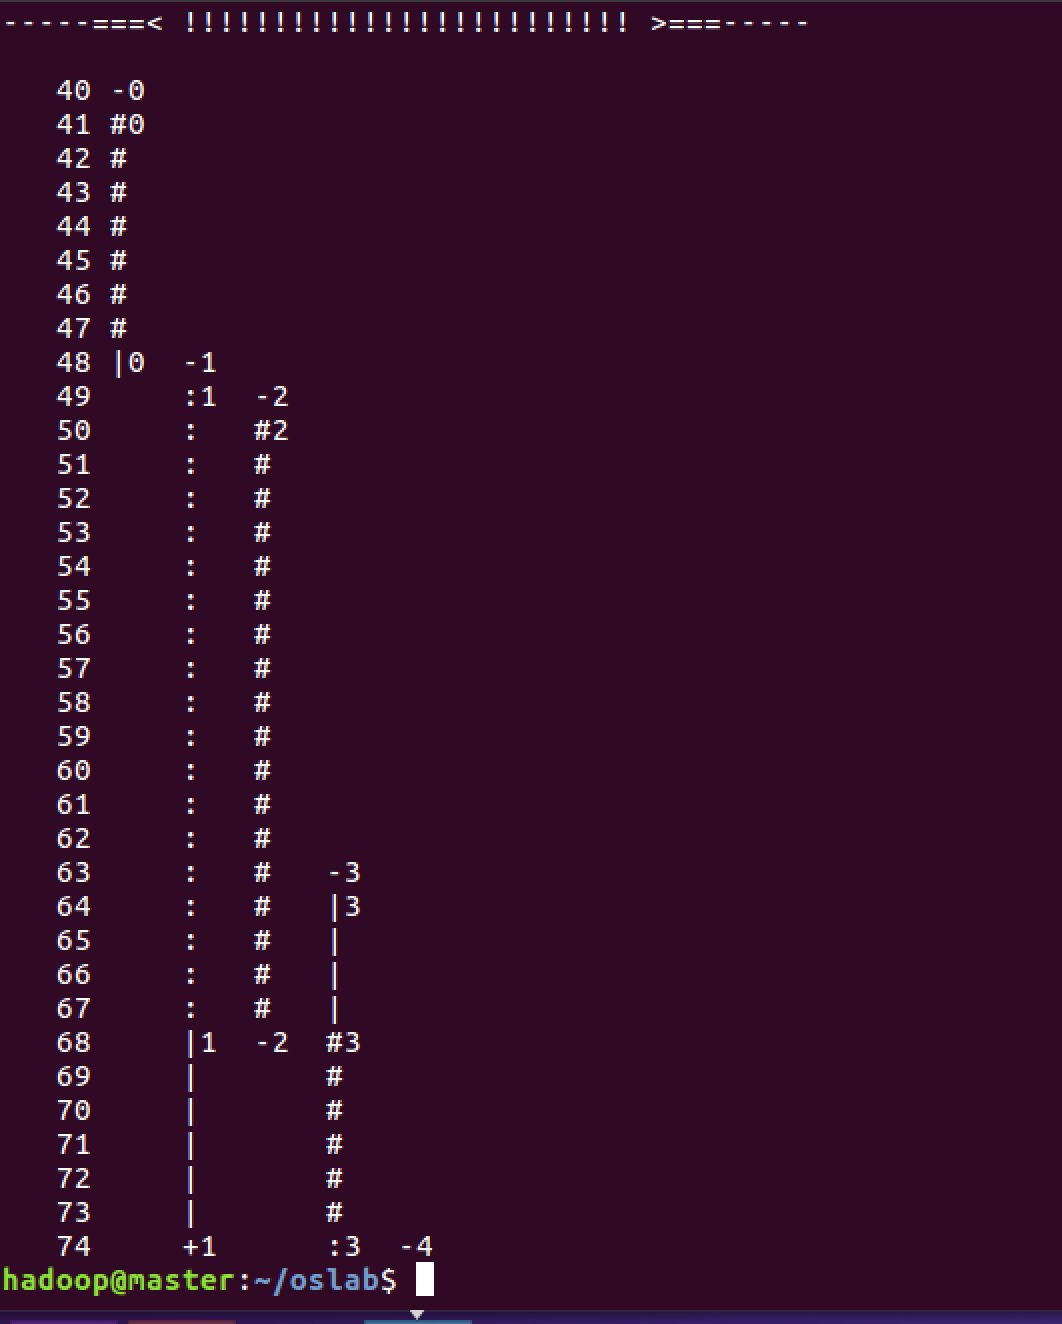 -----===< !!!!!!!!!!!!!!!!!!!!!!!!! >===-----
40 -0
41 #0
42 #
43 #
44 #
45 #
46 #
47 #
48 |0  -1
49     :1  -2
50     :   #2
51     :   #
52     :   #
53     :   #
54     :   #
55     :   #
56     :   #
57     :   #
58     :   #
59     :   #
60     :   #
61     :   #
62     :   #
63     :   #   -3
64     :   #   |3
65     :   #   |
66     :   #   |
67     :   #   |
68     |1  -2  #3
69     |       #
70     |       #
71     |       #
72     |       #
73     |       #
74     +1      :3  -4
hadoop@master:~/oslab$